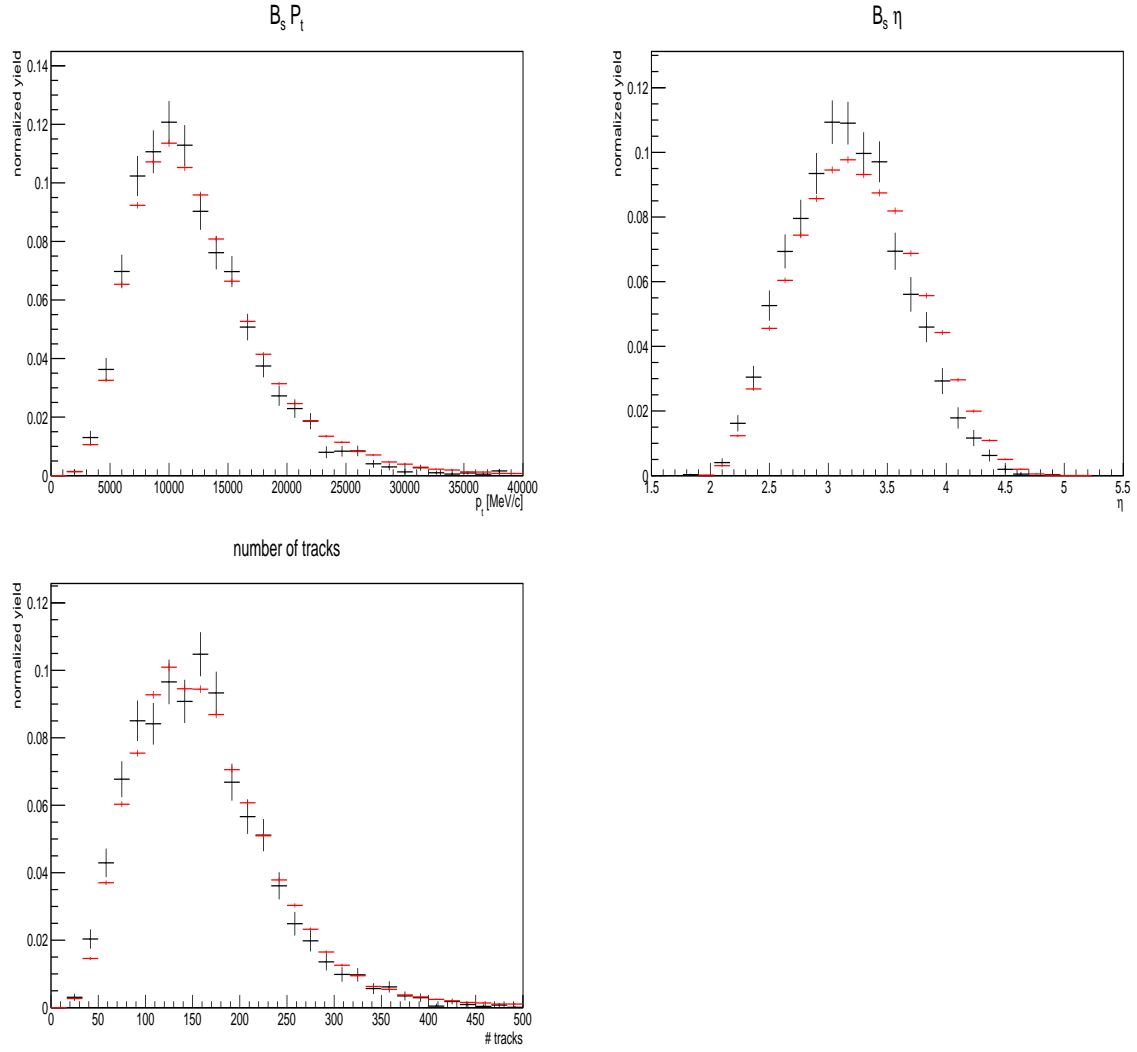 B_s P_t
normalized yield
0.14
0.12
0.1
0.08
0.06
0.04
0.02
0
0 5000 10000 15000 20000 25000 30000 35000 40000
p_t [MeV/c]
B_s η
normalized yield
0.12
0.1
0.08
0.06
0.04
0.02
0
1.5 2 2.5 3 3.5 4 4.5 5 5.5
η
number of tracks
normalized yield
0.12
0.1
0.08
0.06
0.04
0.02
0
0 50 100 150 200 250 300 350 400 450 500
# tracks